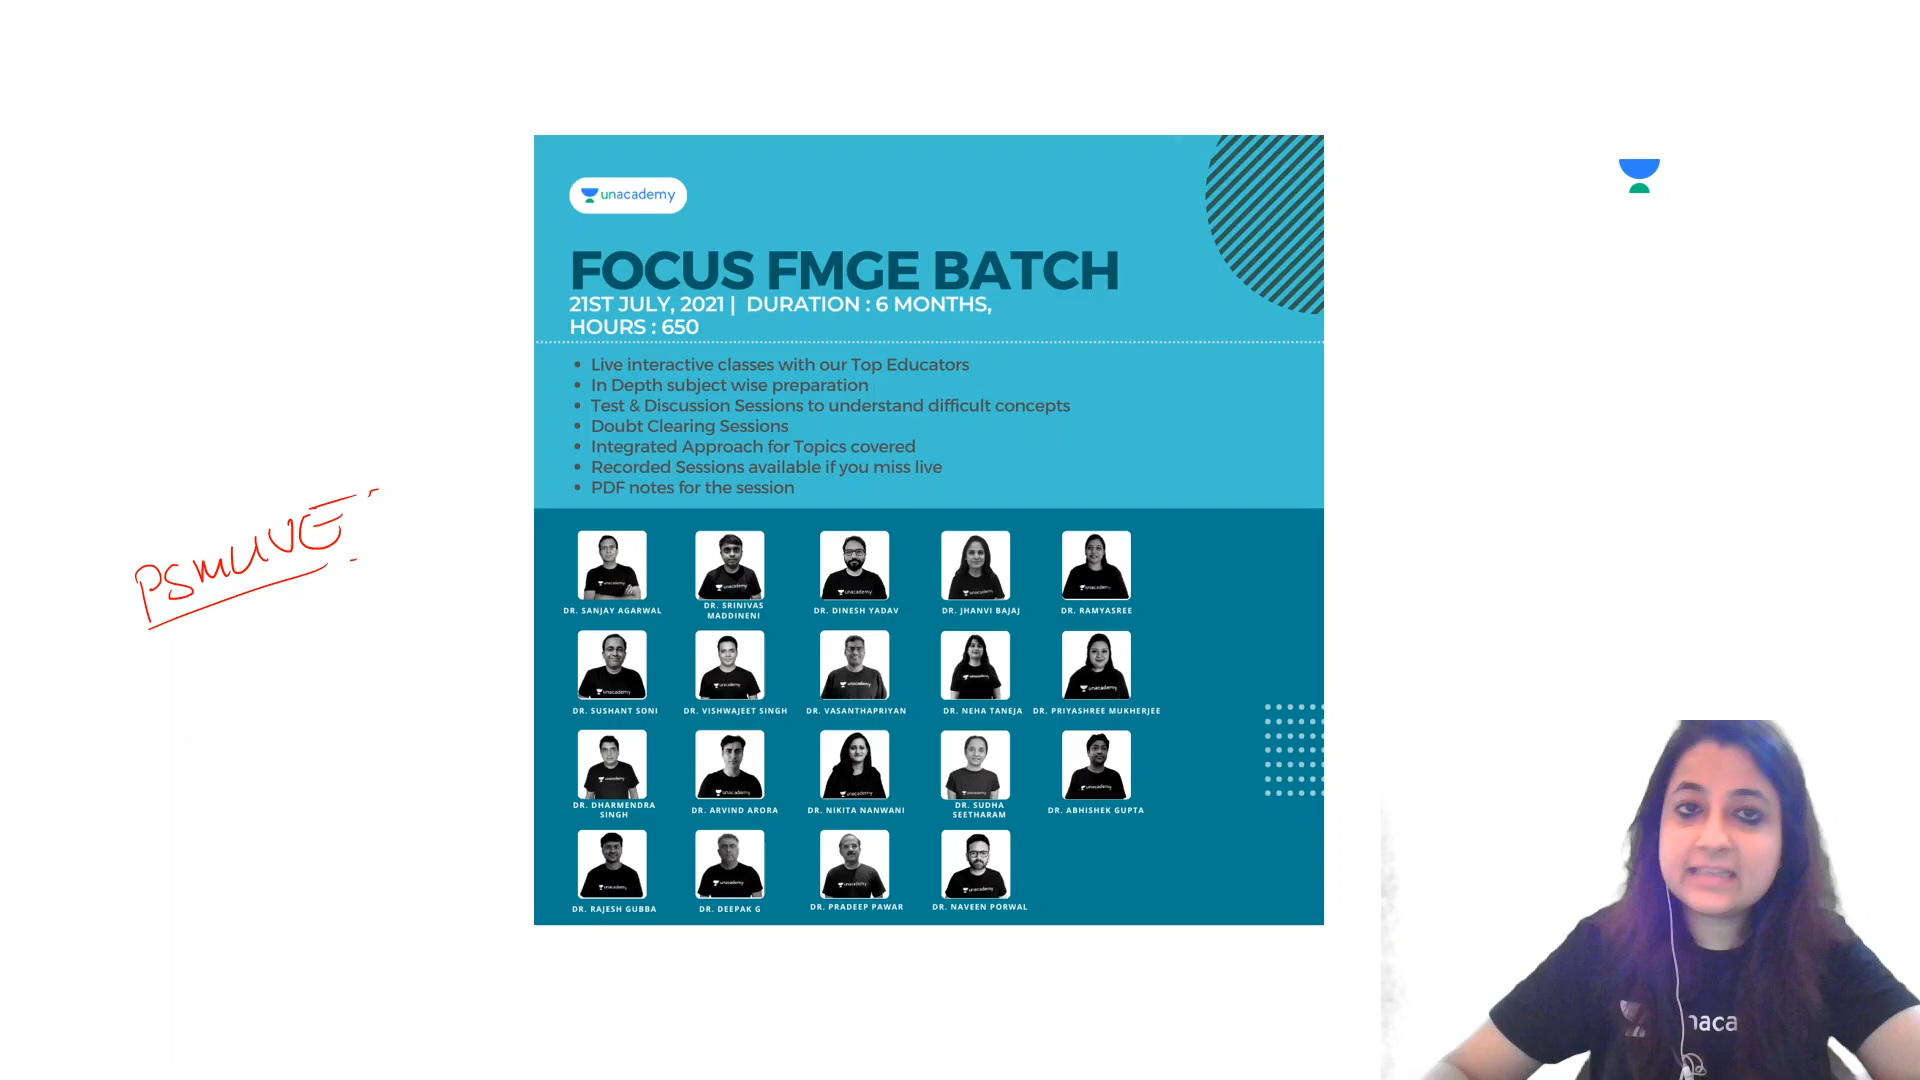 unacademy
FOCUS FMGE BATCH
21ST JULY, 2021 | DURATION : 6 MONTHS,
HOURS : 650
• Live interactive classes with our Top Educators
• In Depth subject wise preparation
• Test & Discussion Sessions to understand difficult concepts
• Doubt Clearing Sessions
• Integrated Approach for Topics covered
• Recorded Sessions available if you miss live
• PDF notes for the session
PSMLIVE
DR. SANJAY AGARWAL
DR. SRINIVAS
MADDINENI
DR. DINESH YADAV
DR. JHANVI BAJAJ
DR. RAMYASREE
DR. SUSHANT SONI
DR. VISHWAJEET SINGH
DR. VASANTHAPRIYAN
DR. NEHA TANEJA
DR. PRIYASHREE MUKHERJEE
DR. DHARMENDRA
SINGH
DR. ARVIND ARORA
DR. NIKITA NANWANI
DR. SUDHA
SEETHARAM
DR. ABHISHEK GUPTA
DR. RAJESH GUBBA
DR. DEEPAK G
DR. PRADEEP PAWAR
DR. NAVEEN PORWAL
naca